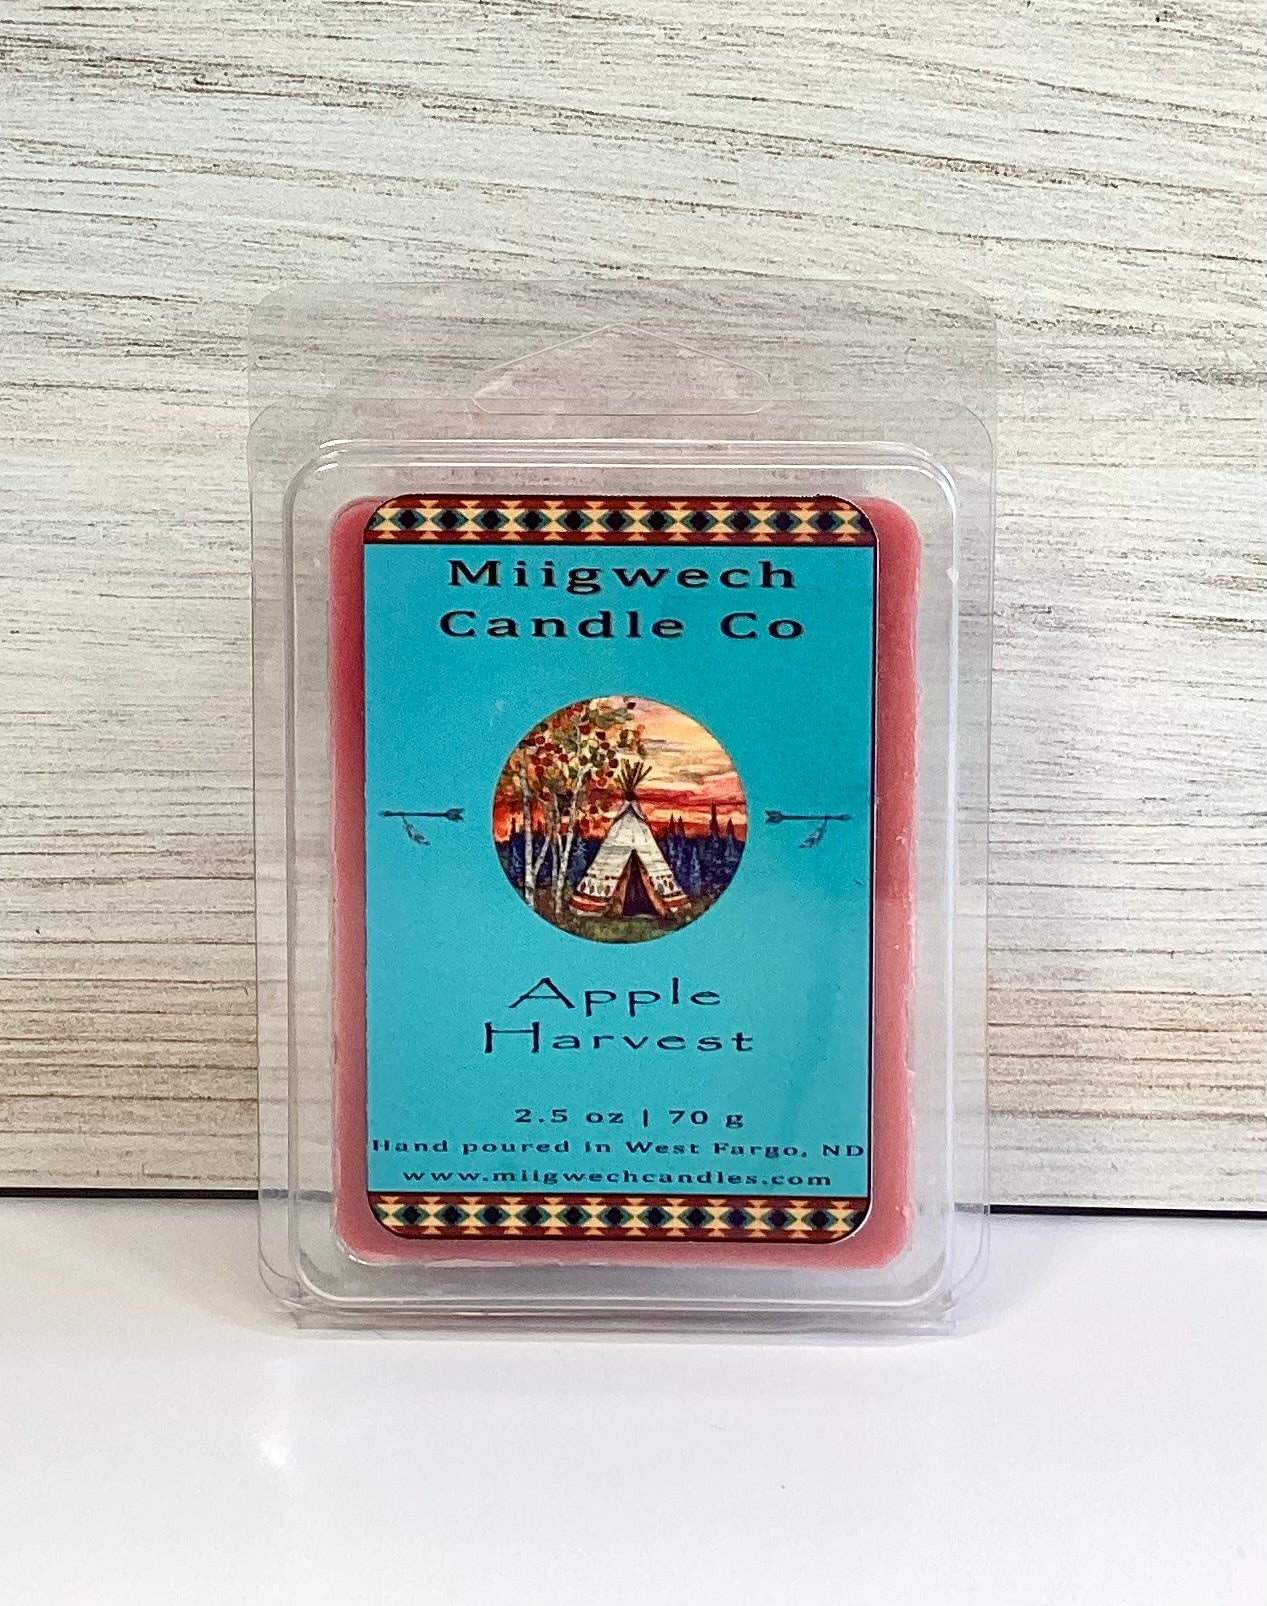 Miigwech
Candle Co
Apple
Harvest
2.5 oz | 70 g
Hand poured in West Fargo, ND
www.miigwechcandles.com